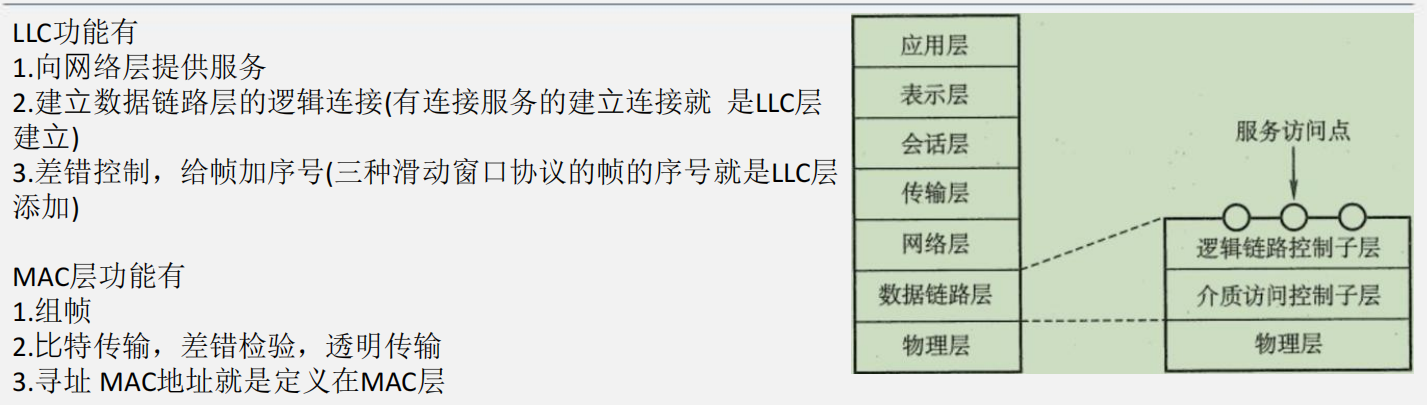 LLC功能有
1.向网络层提供服务
2.建立数据链路层的逻辑连接(有连接服务的建立连接就 是LLC层
建立)
3.差错控制，给帧加序号(三种滑动窗口协议的帧的序号就是LLC层
添加)
MAC层功能有
1.组帧
2.比特传输，差错检验，透明传输
3.寻址 MAC地址就是定义在MAC层
应用层
表示层
会话层
传输层
网络层
数据链路层
物理层
服务访问点
逻辑链路控制子层
介质访问控制子层
物理层